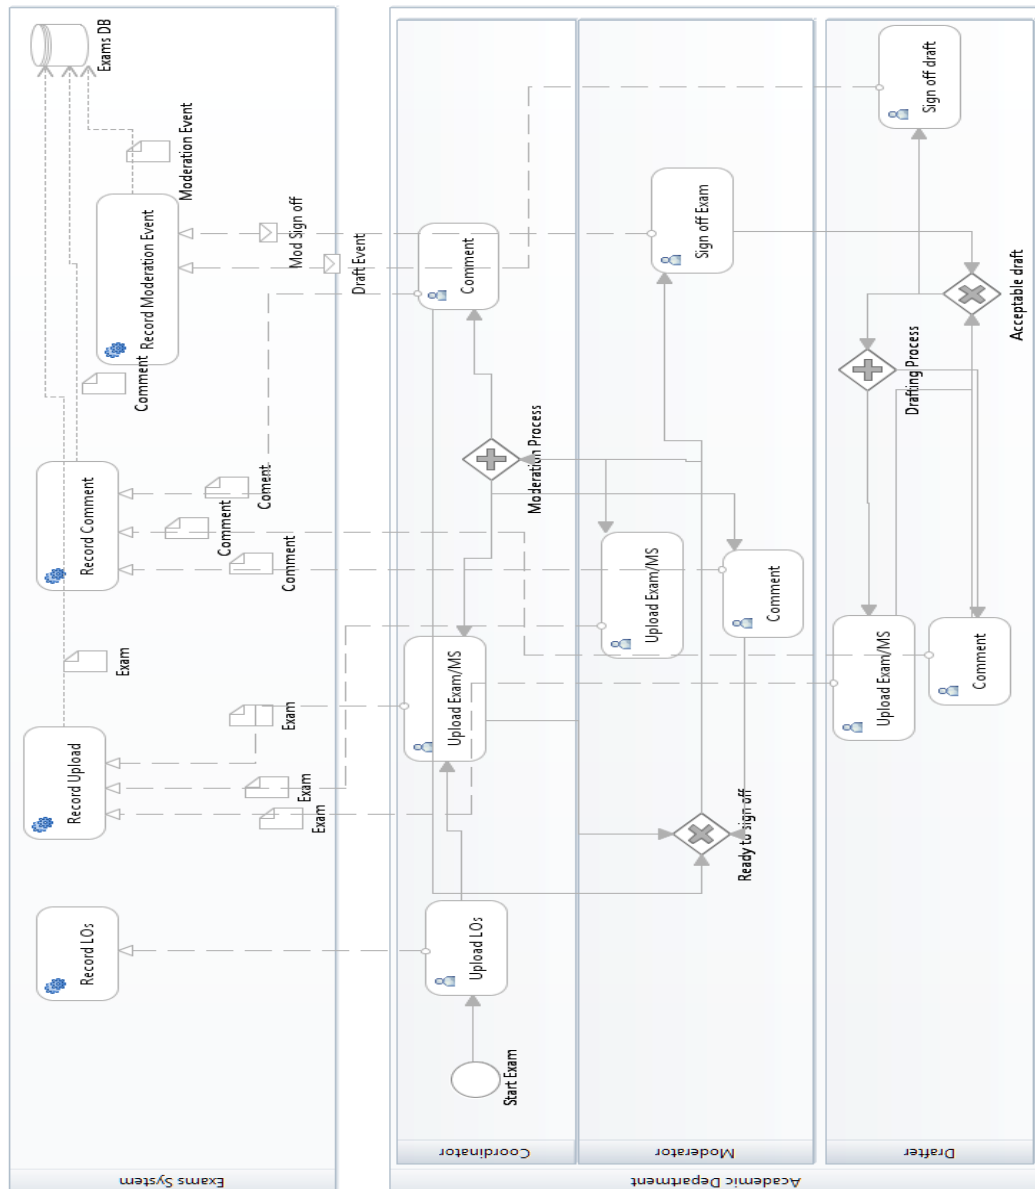 Exams System
Exams DB
Moderation Event
Record Moderation Event
Comment
Record Comment
Exam
Record Upload
Record LOs
Mod Sign off
Draft Event
Coment
Comment
Comment
Exam
Exam
Exam
Academic Department
Coordinator
Start Exam
Upload LOs
Upload Exam/MS
Moderation Process
Comment
Moderator
Ready to sign off
Upload Exam/MS
Comment
Sign off Exam
Drafter
Upload Exam/MS
Comment
Drafting Process
Acceptable draft
Sign off draft